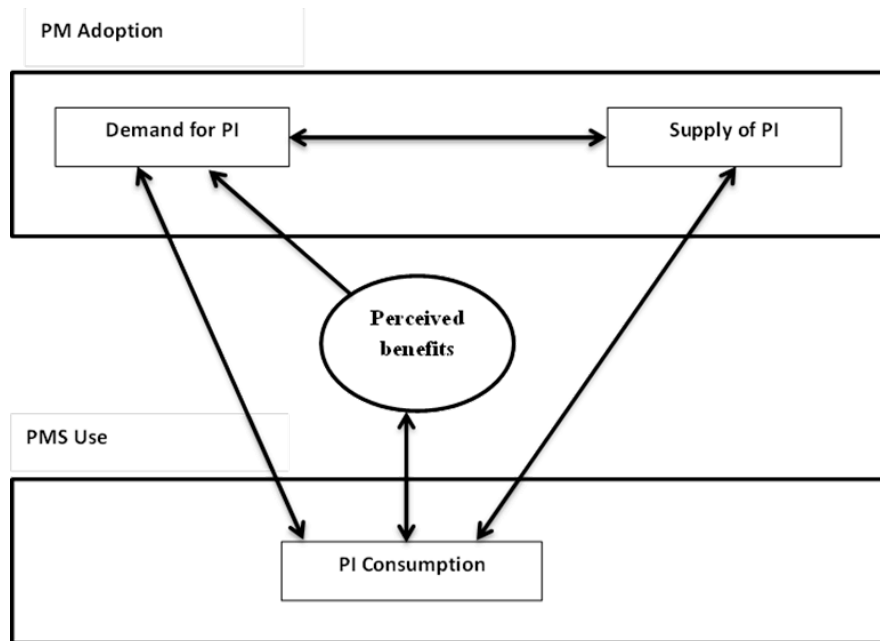 PM Adoption
Demand for PI
Supply of PI
Perceived
benefits
PMS Use
PI Consumption